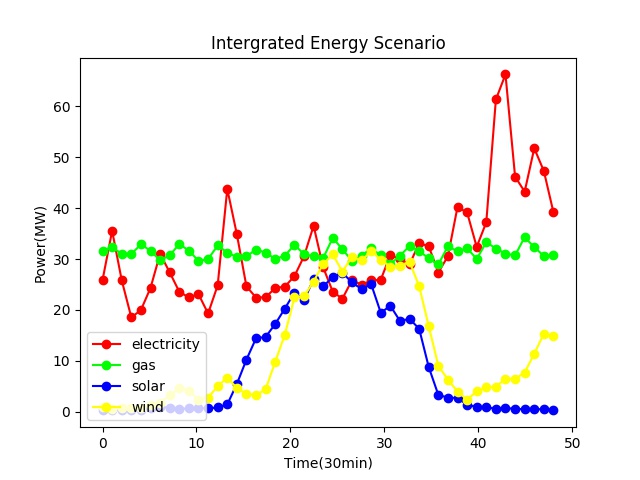 Intergrated Energy Scenario
Power(MW)
60
50
40
30
20
10
0
electricity
gas
solar
wind
0 10 20 30 40 50
Time(30min)